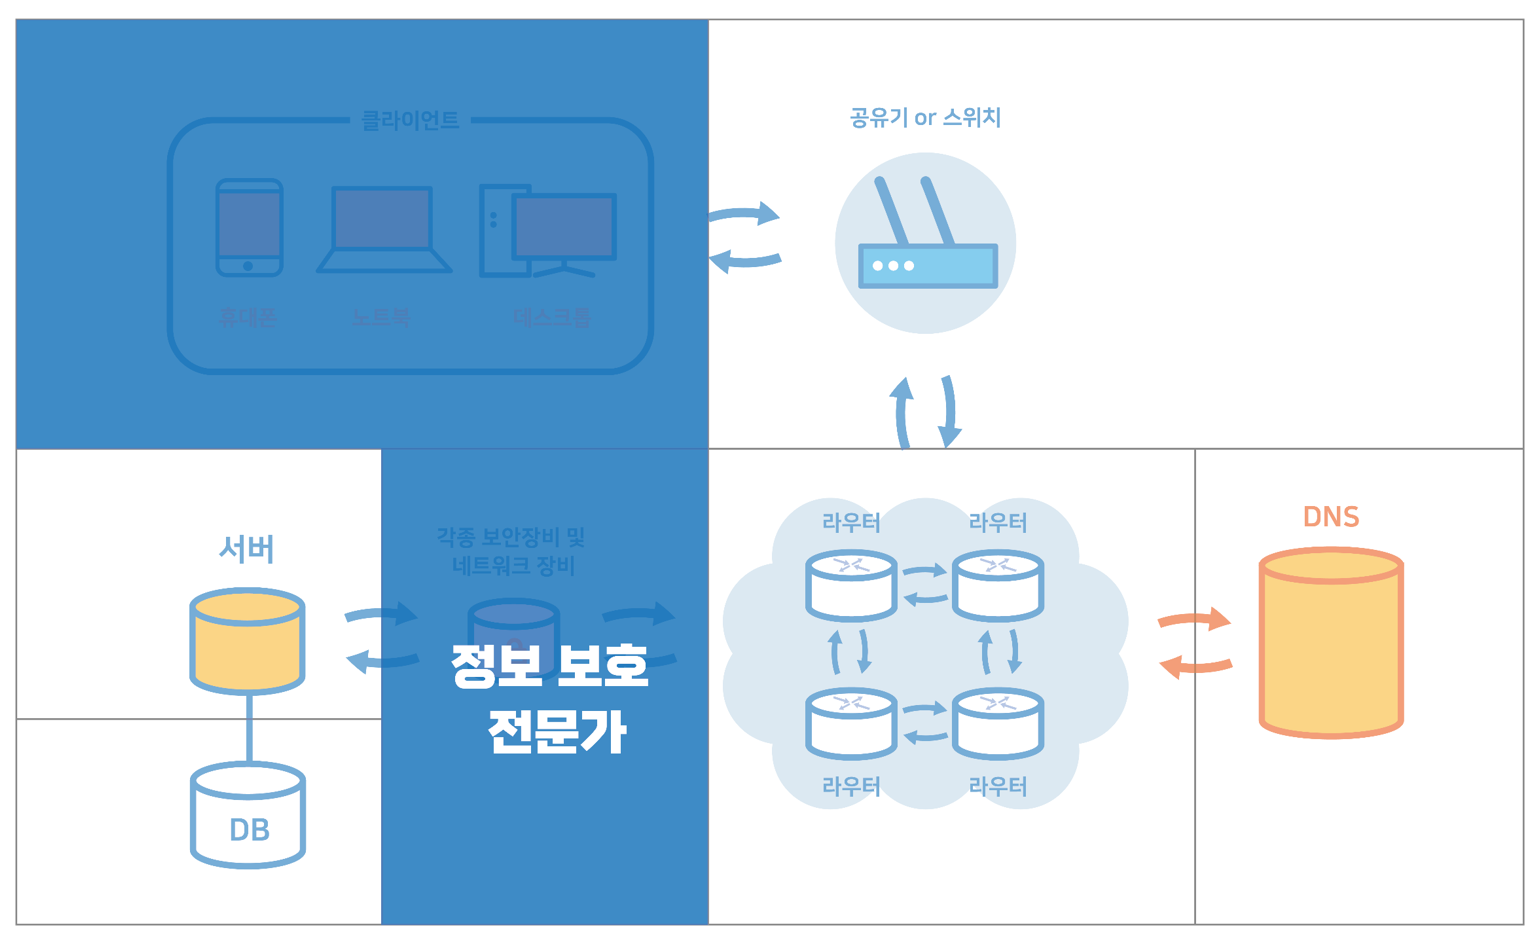 클라이언트
휴대폰
노트북
데스크톱
공유기 or 스위치
서버
DB
각종 보안장비 및
네트워크 장비
정보 보호
전문가
라우터
라우터
라우터
라우터
DNS